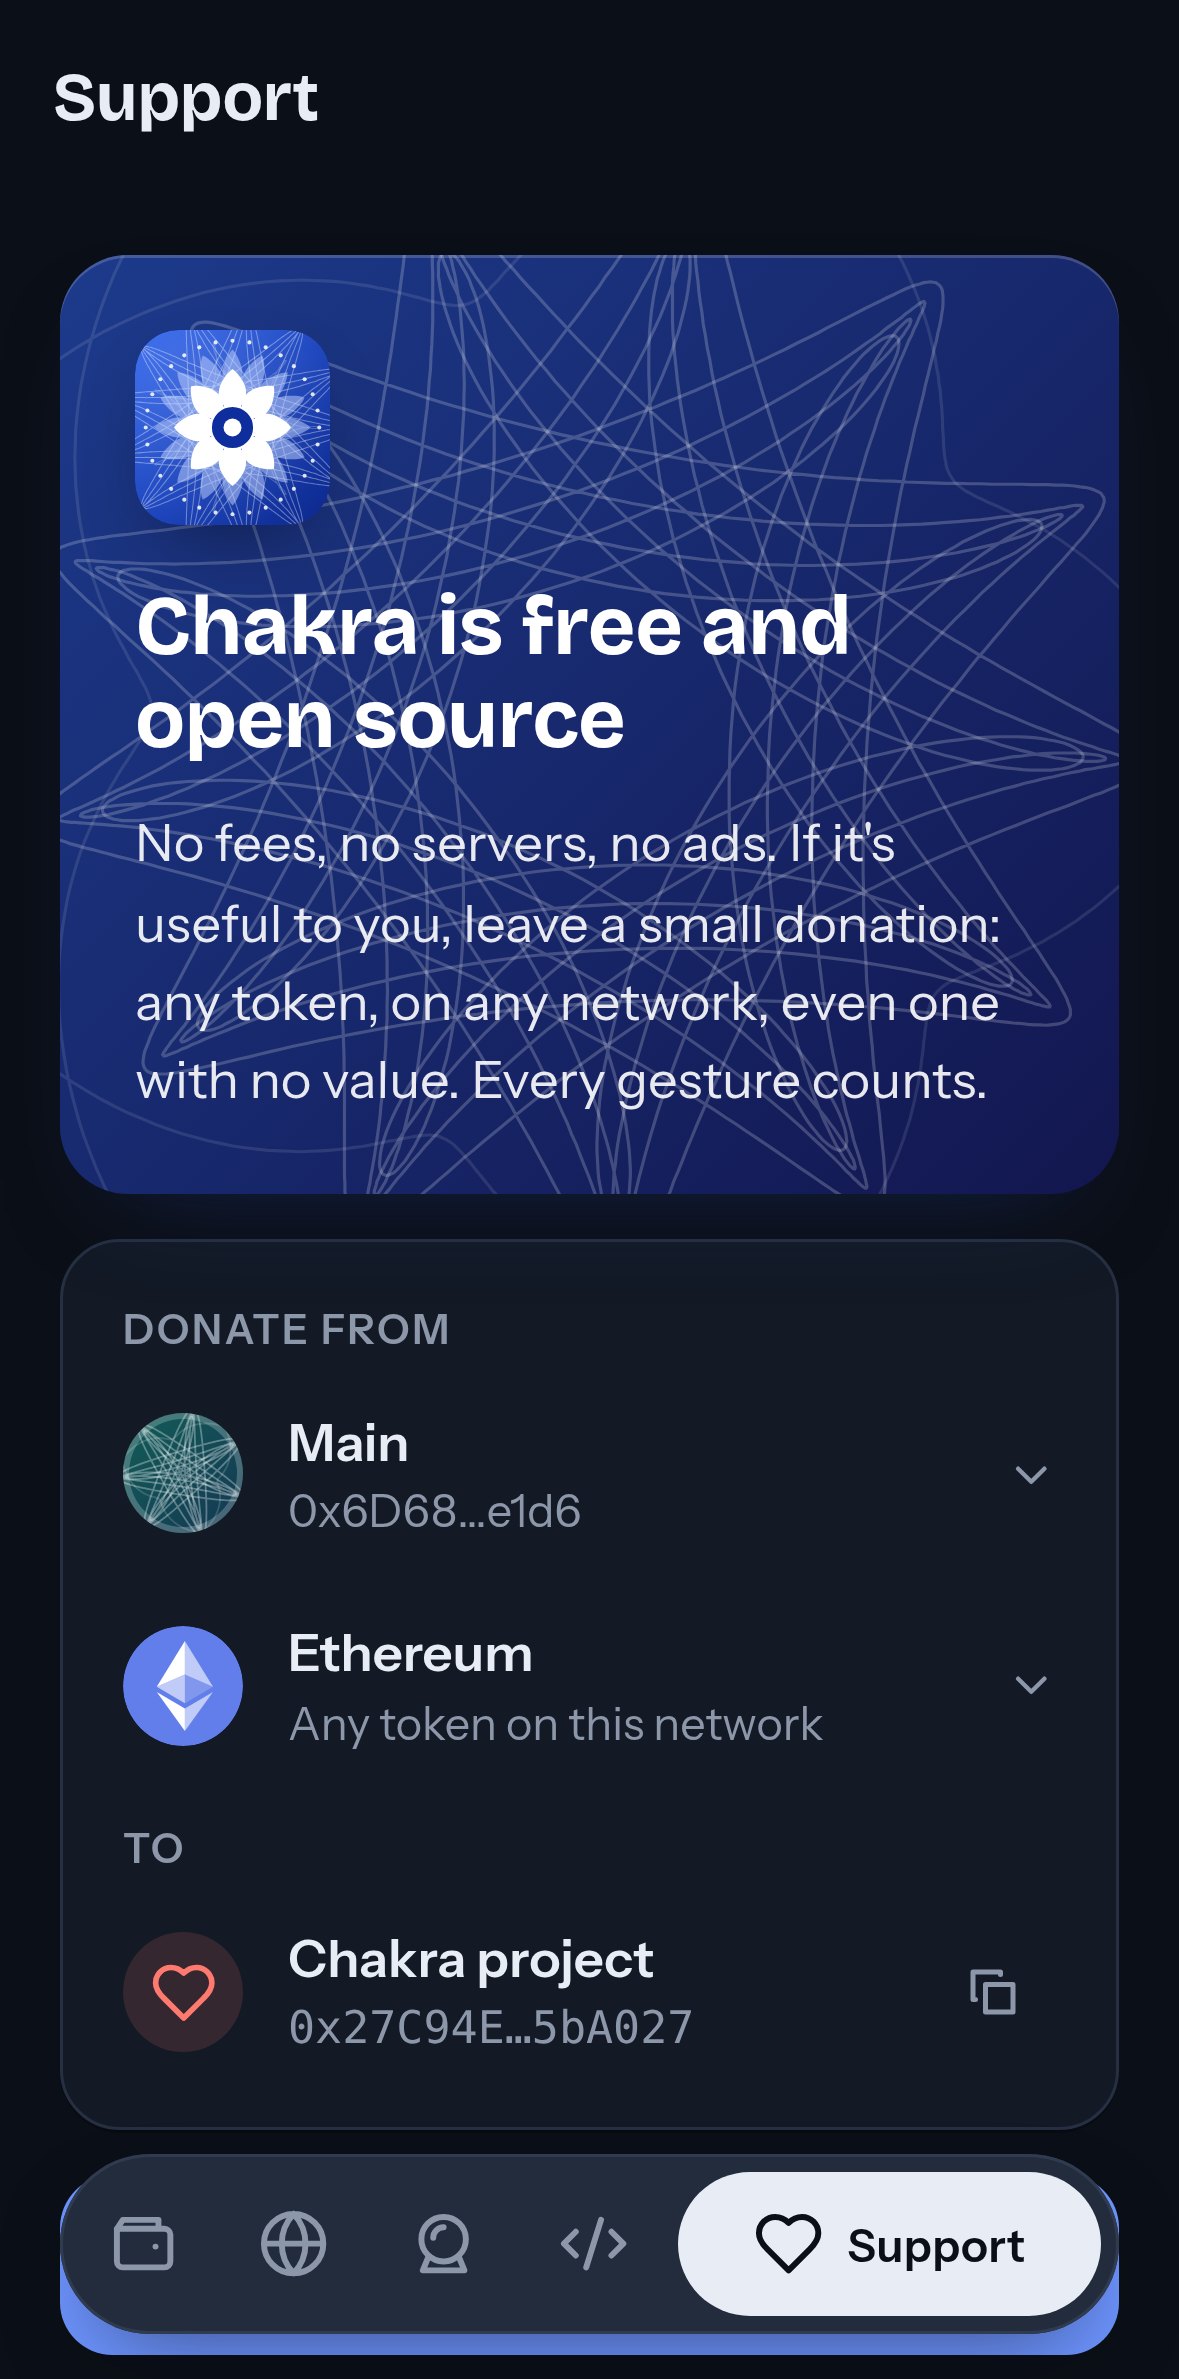 Support
Chakra is free and
open source
No fees, no servers, no ads. If it's
useful to you, leave a small donation:
any token, on any network, even one
with no value. Every gesture counts.
DONATE FROM
Main
0x6D68...e1d6
Ethereum
Any token on this network
TO
Chakra project
0x27C94E…5bA027
Support